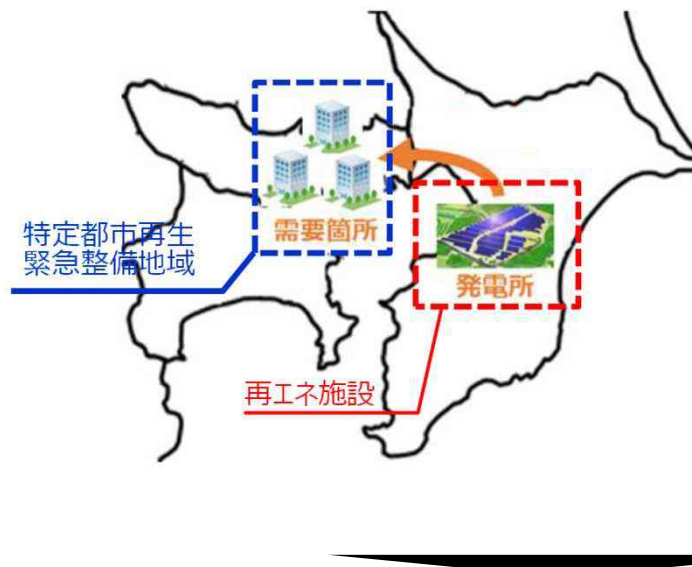 特定都市再生
緊急整備地域
需要箇所
発電所
再エネ施設